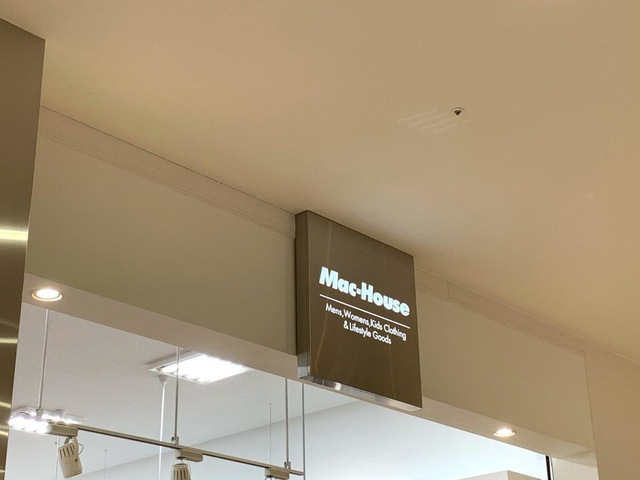 Mac-House
Mens,Womens,Kids Clothing
& Lifestyle Goods